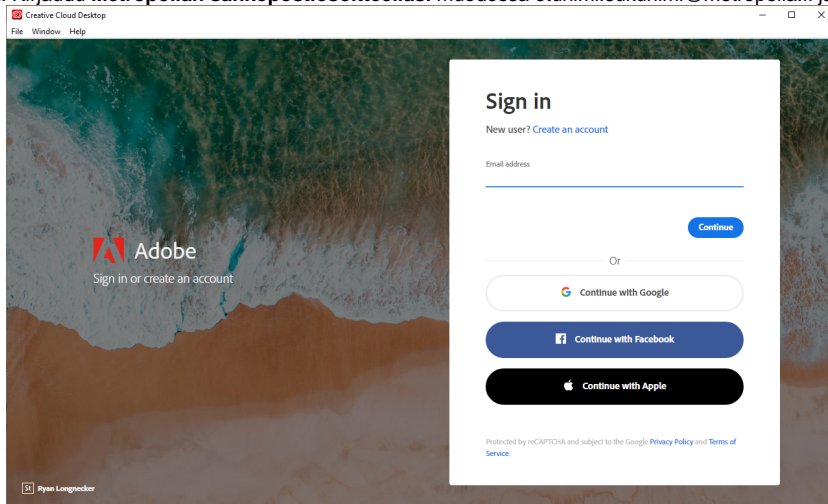 Creative Cloud Desktop
File Window Help
Sign in
New user? Create an account
Email address
Continue
Adobe
Sign in or create an account
Or
Continue with Google
Continue with Facebook
Continue with Apple
Protected by reCAPTCHA and subject to the Google Privacy Policy and Terms of
Service.
St Ryan Longnecker